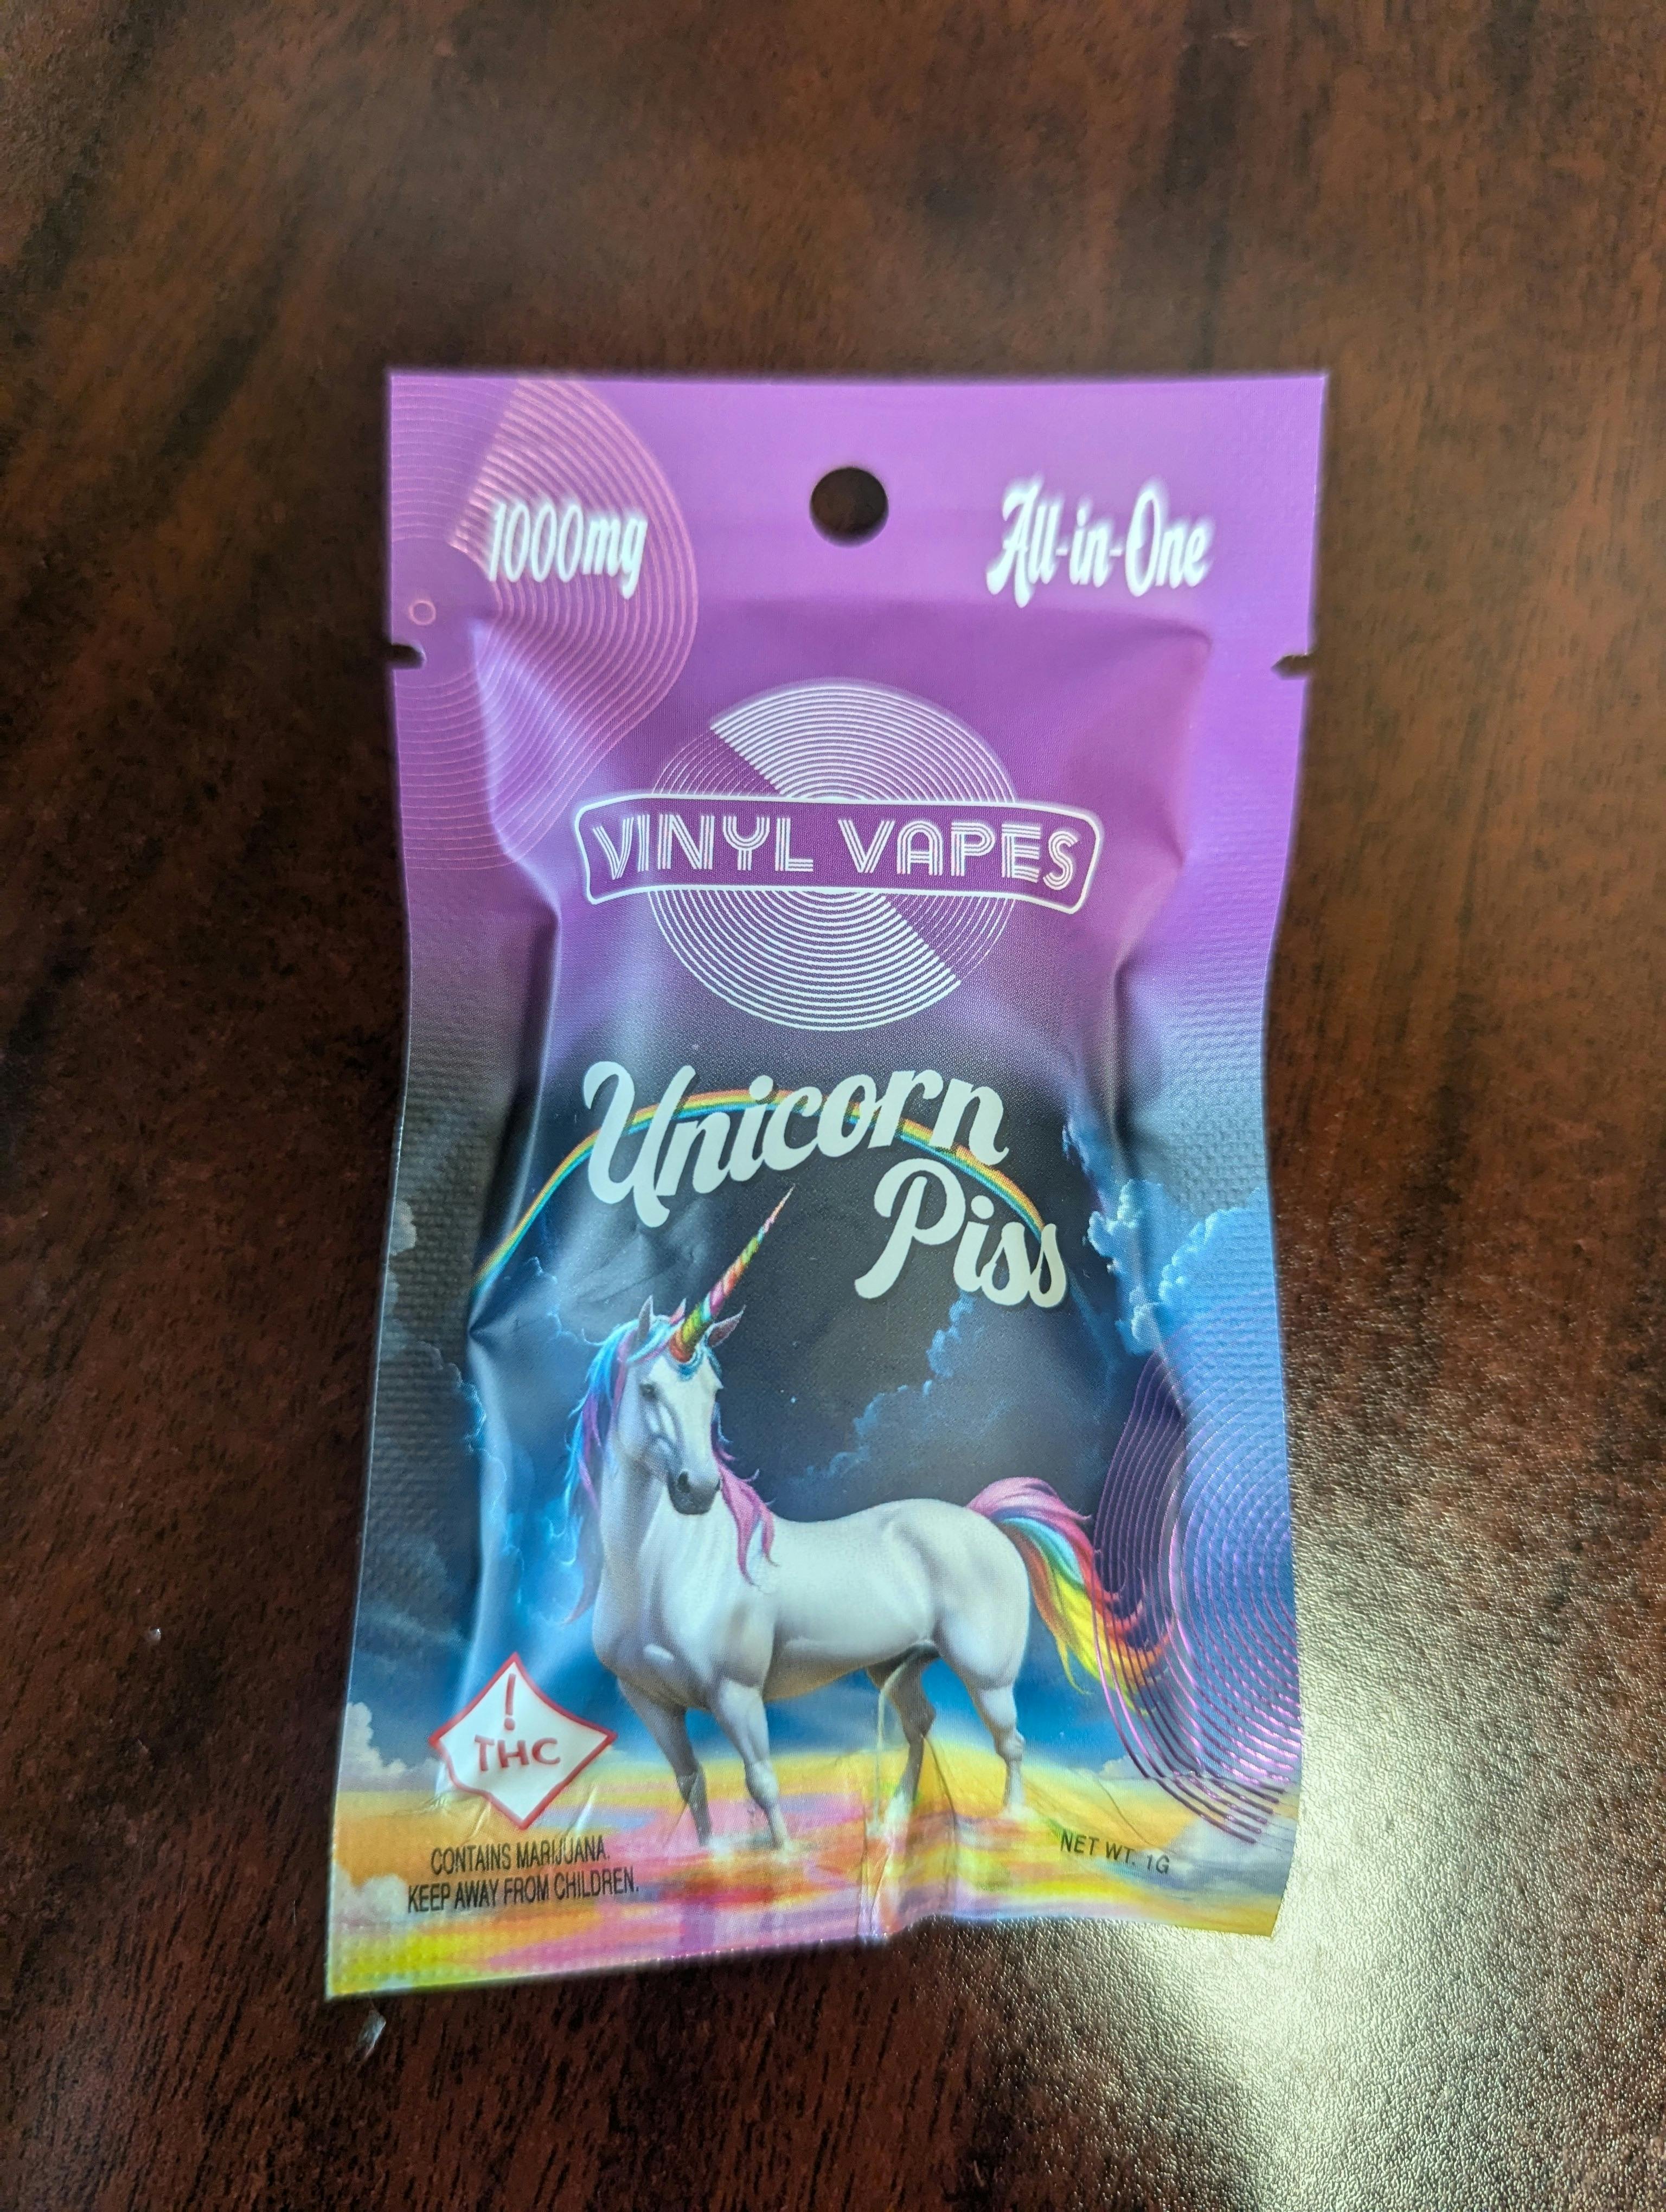 1000mg
All-in-One
VINYL VAPES
Unicorn
Piss
!
THC
CONTAINS MARIJUANA.
KEEP AWAY FROM CHILDREN.
NET WT. 1G